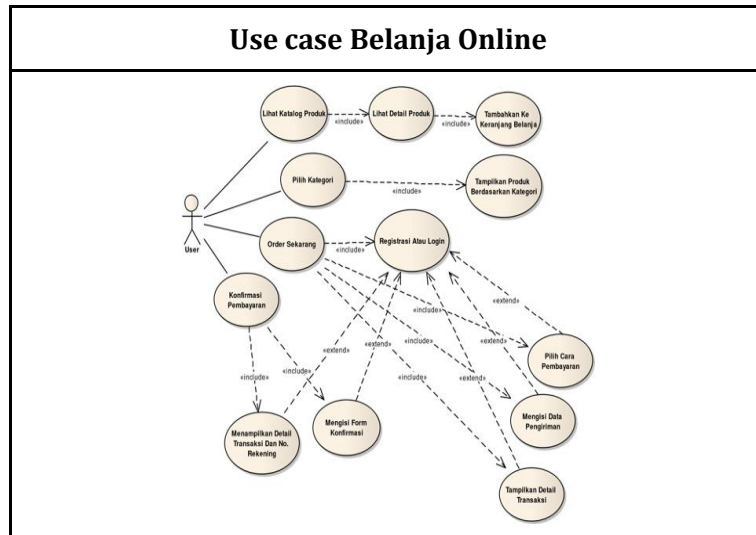 Use case Belanja Online
Lihat Katalog Produk
«include»
Lihat Detail Produk
«include»
Tambahkan Ke
Keranjang Belanja
Pilih Kategori
«include»
Tampilkan Produk
Berdasarkan Kategori
User
Order Sekarang
«include»
Registrasi Atau Login
Konfirmasi
Pembayaran
«extend»
«include»
«extend»
«extend»
«include»
«extend»
Pilih Cara
Pembayaran
«include»
«include»
«include»
«extend»
Mengisi Data
Pengiriman
Mengisi Form
Konfirmasi
Menampilkan Detail
Transaksi Dan No.
Rekening
Tampilkan Detail
Transaksi